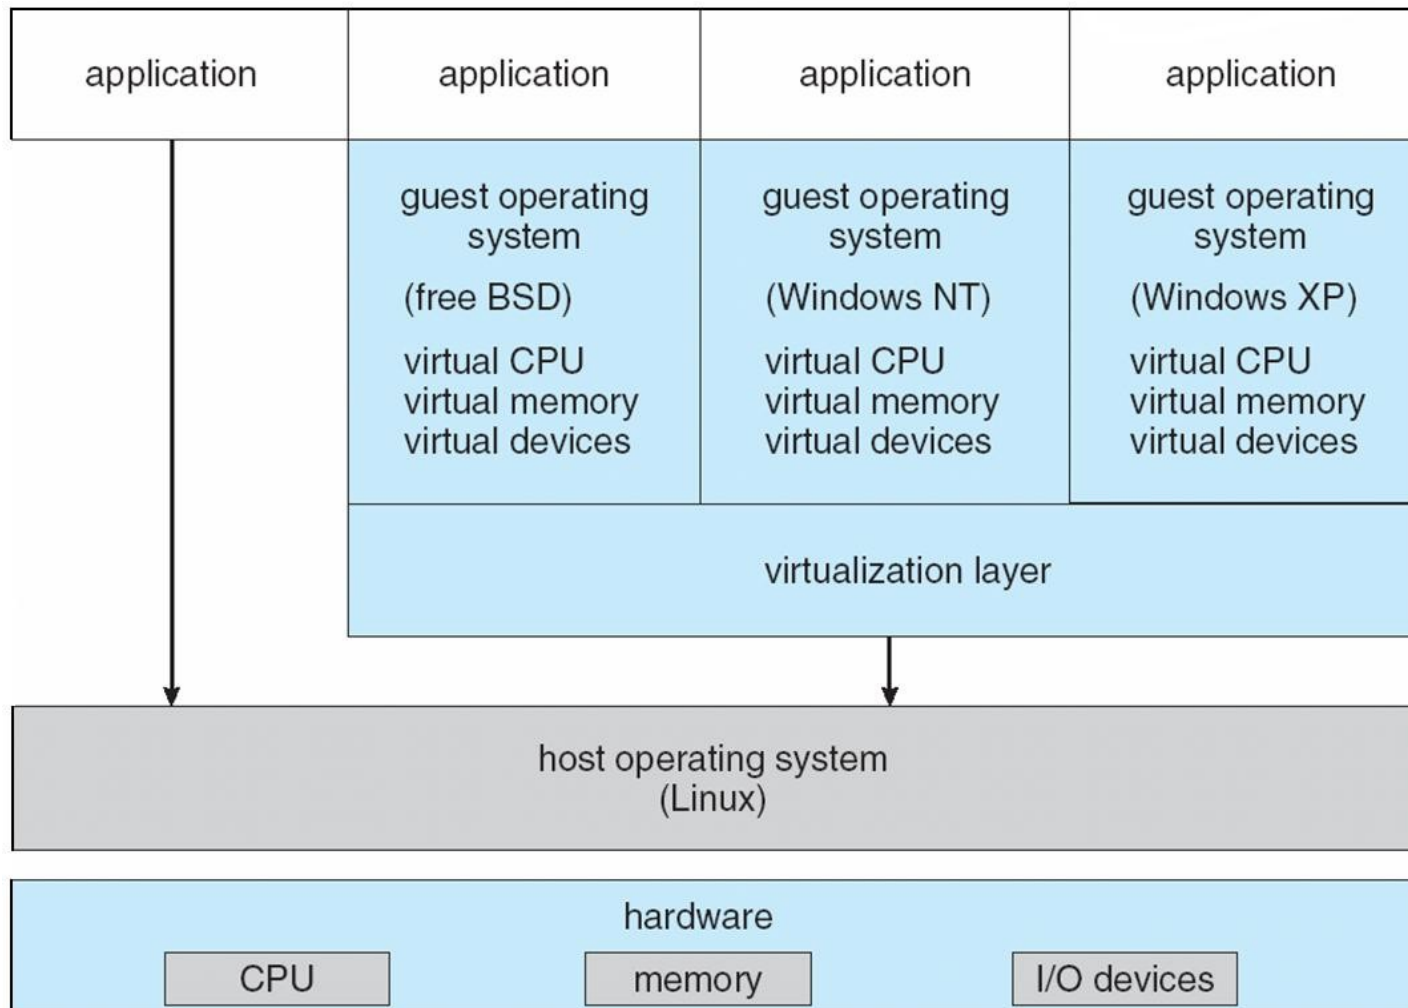 application
application
application
application
guest operating
system
(free BSD)
virtual CPU
virtual memory
virtual devices
guest operating
system
(Windows NT)
virtual CPU
virtual memory
virtual devices
guest operating
system
(Windows XP)
virtual CPU
virtual memory
virtual devices
virtualization layer
host operating system
(Linux)
hardware
CPU
memory
I/O devices